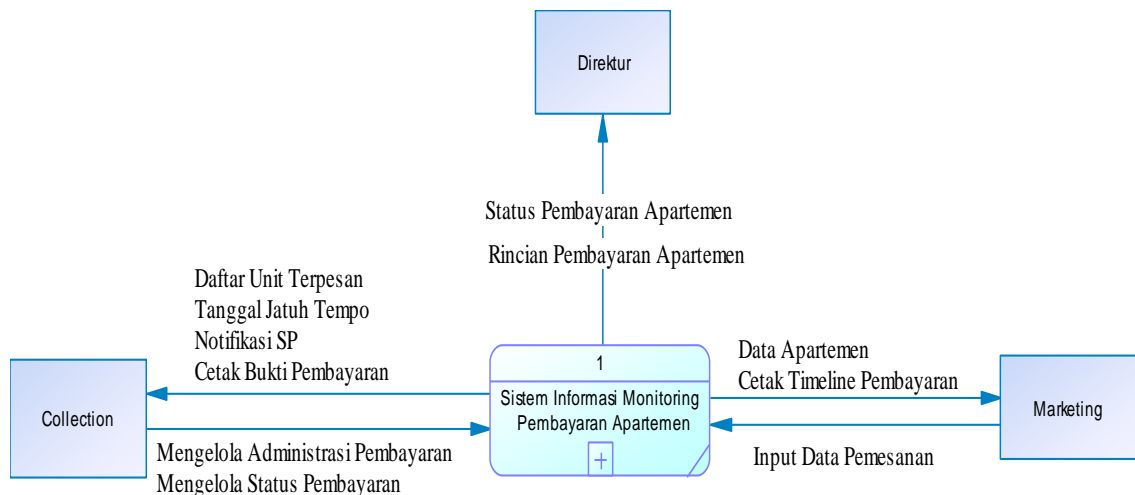 Direktur
Status Pembayaran Apartemen
Rincian Pembayaran Apartemen
Daftar Unit Terpesan
Tanggal Jatuh Tempo
Notifikasi SP
Cetak Bukti Pembayaran
Collection
Mengelola Administrasi Pembayaran
Mengelola Status Pembayaran
1
Sistem Informasi Monitoring
Pembayaran Apartemen
Data Apartemen
Cetak Timeline Pembayaran
Marketing
Input Data Pemesanan